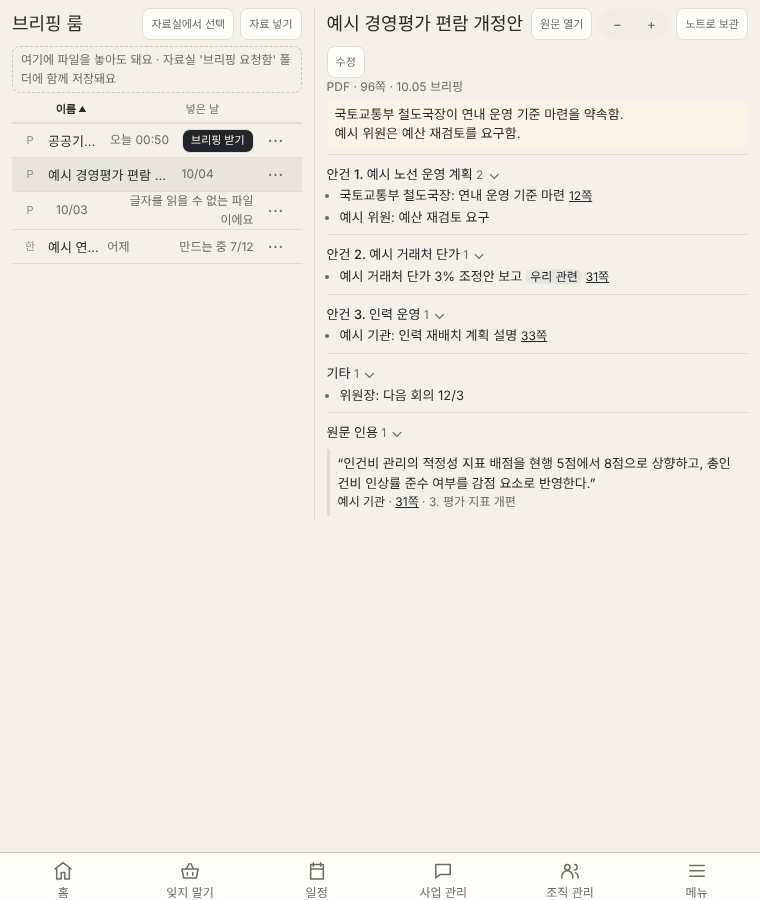 브리핑 룸
자료실에서 선택
자료 넣기
여기에 파일을 놓아도 돼요 · 자료실 '브리핑 요청함' 폴
더에 함께 저장돼요
이름 ▲ 넣은 날
P 공공기... 오늘 00:50 브리핑 받기 ···
P 예시 경영평가 편람 ... 10/04
P 10/03 글자를 읽을 수 없는 파일
이에요 ···
한 예시 연... 어제 만드는 중 7/12 ···
예시 경영평가 편람 개정안
원문 열기
− +
노트로 보관
수정
PDF · 96쪽 · 10.05 브리핑
국토교통부 철도국장이 연내 운영 기준 마련을 약속함.
예시 위원은 예산 재검토를 요구함.
안건 1. 예시 노선 운영 계획 2
• 국토교통부 철도국장: 연내 운영 기준 마련 12쪽
• 예시 위원: 예산 재검토 요구
안건 2. 예시 거래처 단가 1
• 예시 거래처 단가 3% 조정안 보고 우리 관련 31쪽
안건 3. 인력 운영 1
• 예시 기관: 인력 재배치 계획 설명 33쪽
기타 1
• 위원장: 다음 회의 12/3
원문 인용 1
“인건비 관리의 적정성 지표 배점을 현행 5점에서 8점으로 상향하고, 총인
건비 인상률 준수 여부를 감점 요소로 반영한다.”
예시 기관 · 31쪽 · 3. 평가 지표 개편
홈
잊지 말기
일정
사업 관리
조직 관리
메뉴